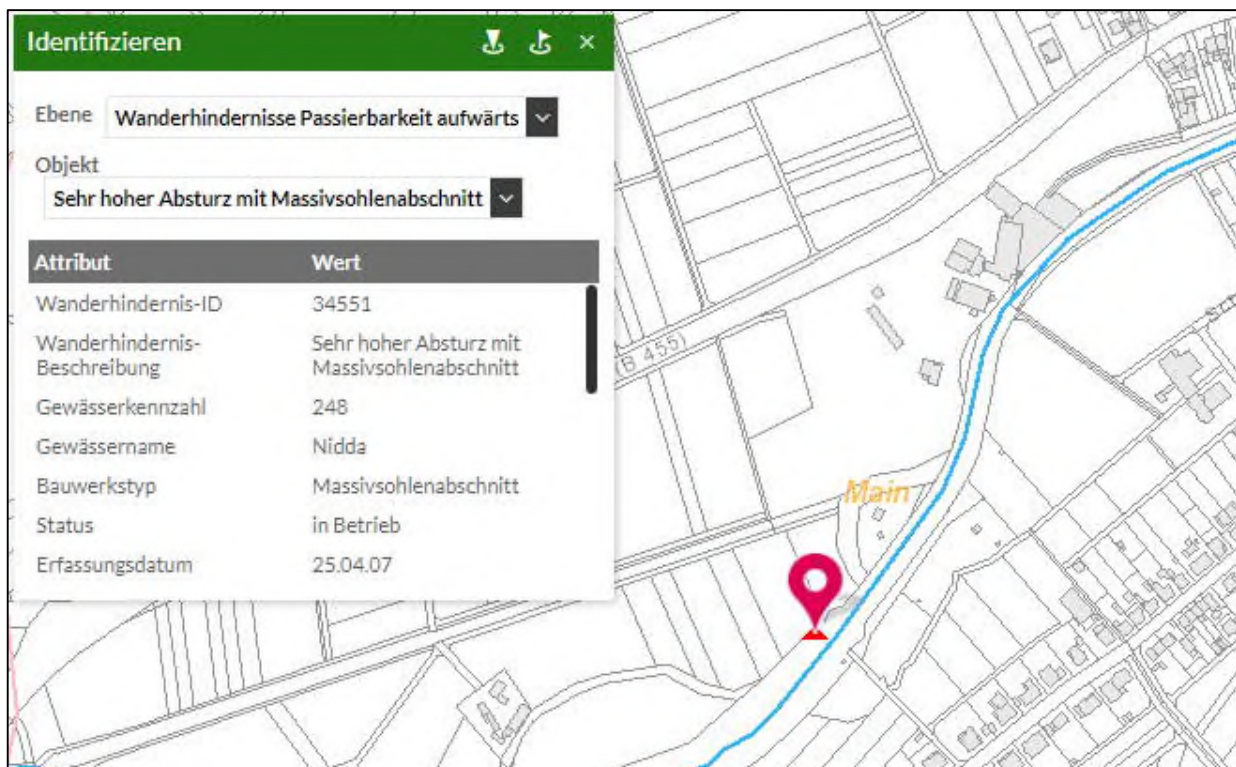 Identifizieren
Ebene Wanderhindernisse Passierbarkeit aufwärts
Objekt
Sehr hoher Absturz mit Massivsohlenabschnitt
Attribut Wert
Wanderhindernis-ID 34551
Wanderhindernis- Sehr hoher Absturz mit
Beschreibung Massivsohlenabschnitt
Gewässerkennzahl 248
Gewässername Nidda
Bauwerkstyp Massivsohlenabschnitt
Status in Betrieb
Erfassungsdatum 25.04.07
(B 455)
Main